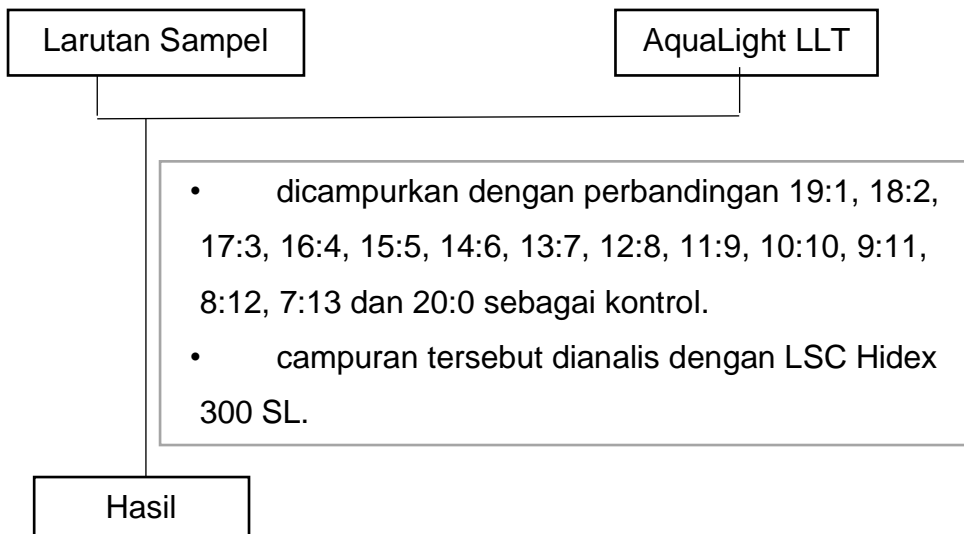 Larutan Sampel
AquaLight LLT
• dicampurkan dengan perbandingan 19:1, 18:2,
17:3, 16:4, 15:5, 14:6, 13:7, 12:8, 11:9, 10:10, 9:11,
8:12, 7:13 dan 20:0 sebagai kontrol.
• campuran tersebut dianalis dengan LSC Hidex
300 SL.
Hasil